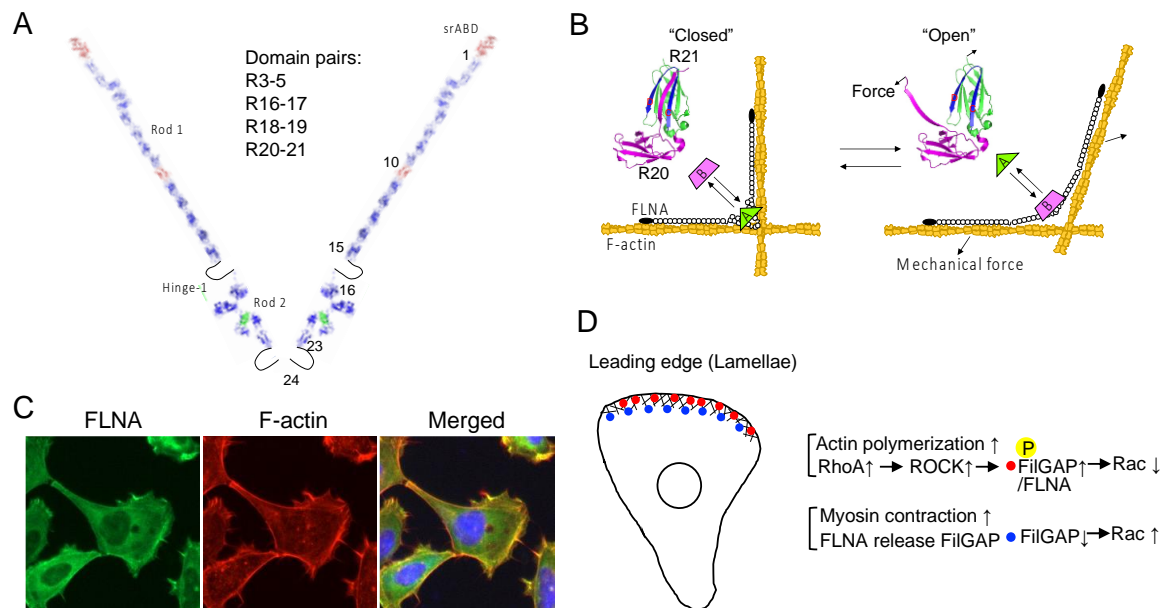 A
srABD
1
Domain pairs:
R3-5
R16-17
R18-19
R20-21
Rod 1
10
15
Hinge-1
16
Rod 2
23
24
B
“Closed”
R21
R20
B
A
FLNA
F-actin
“Open”
Force
A
B
Mechanical force
C
FLNA
F-actin
Merged
D
Leading edge (Lamellae)
Actin polymerization ↑
P
RhoA↑ → ROCK↑ → FilGAP↑ → Rac ↓
/FLNA
Myosin contraction ↑
FLNA release FilGAP FilGAP↓ → Rac ↑